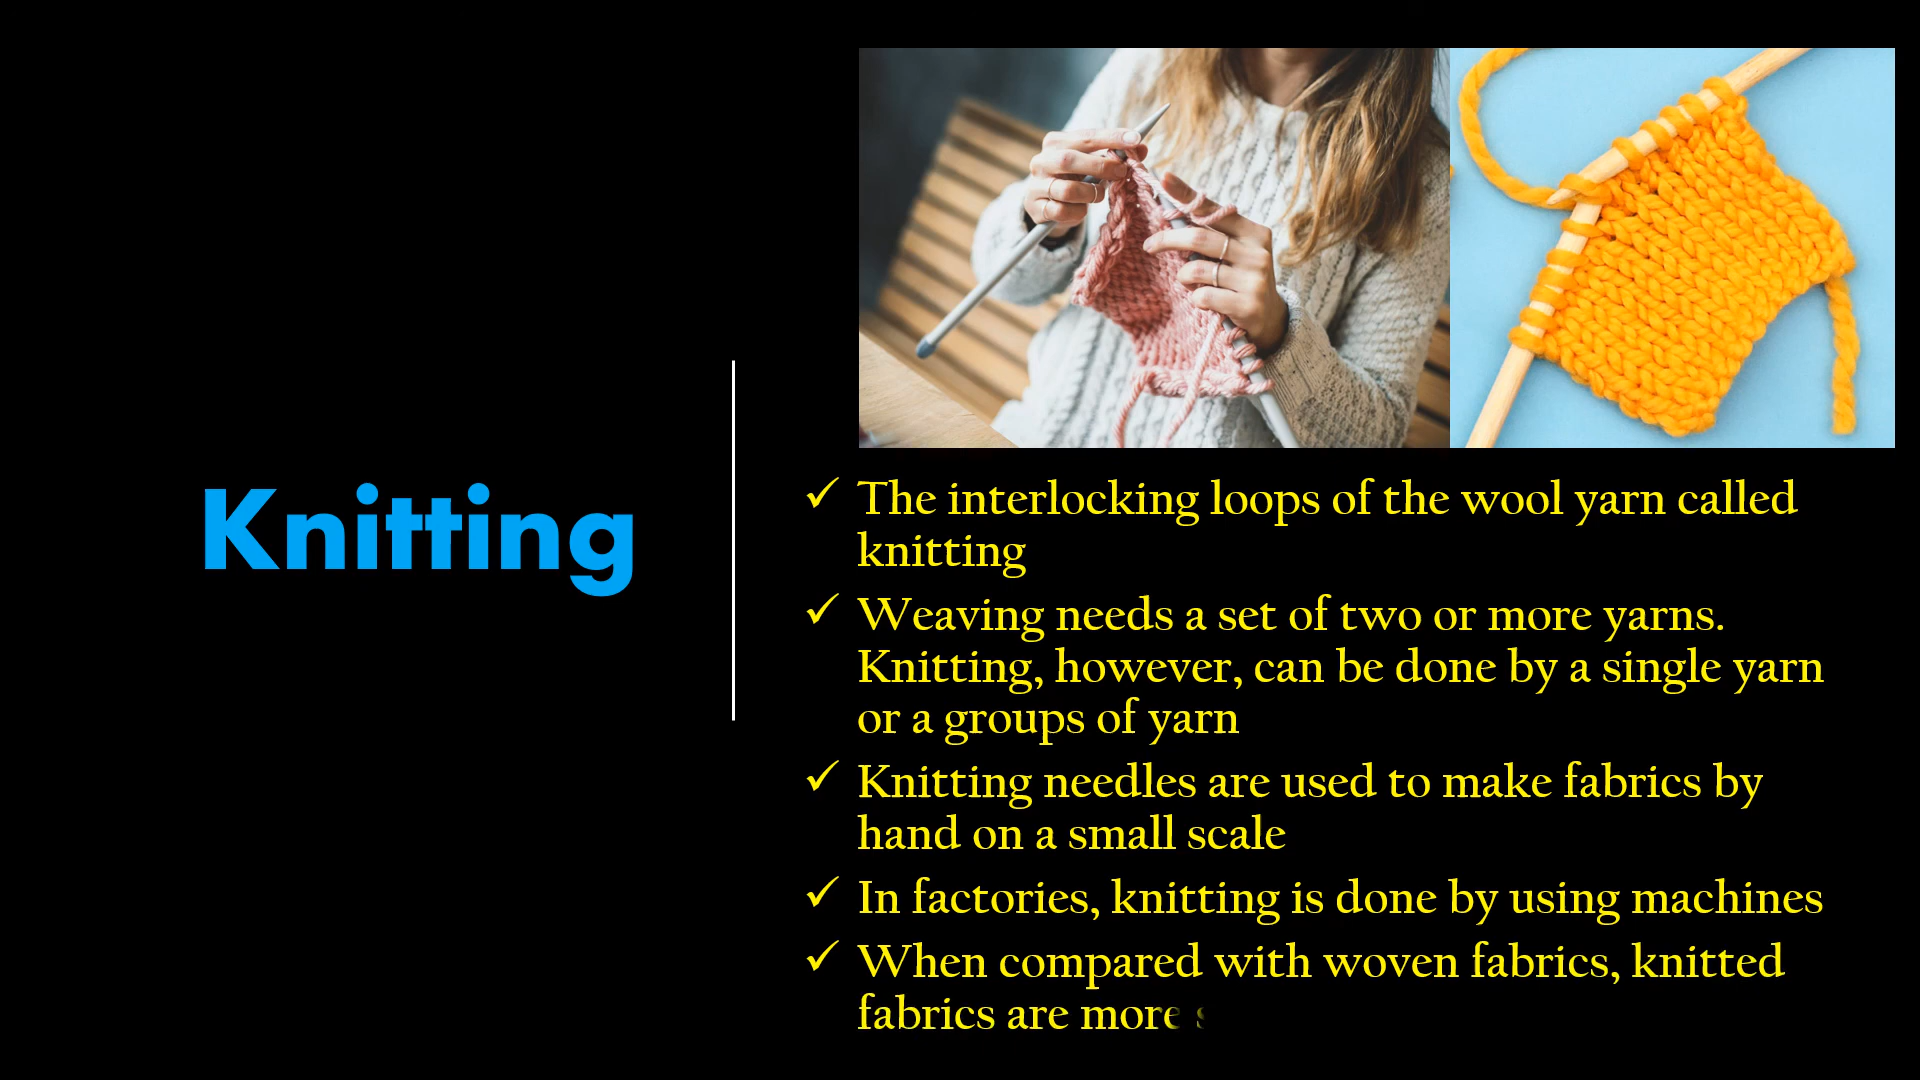 Knitting
✓ The interlocking loops of the wool yarn called
knitting
✓ Weaving needs a set of two or more yarns.
Knitting, however, can be done by a single yarn
or a groups of yarn
✓ Knitting needles are used to make fabrics by
hand on a small scale
✓ In factories, knitting is done by using machines
✓ When compared with woven fabrics, knitted
fabrics are more